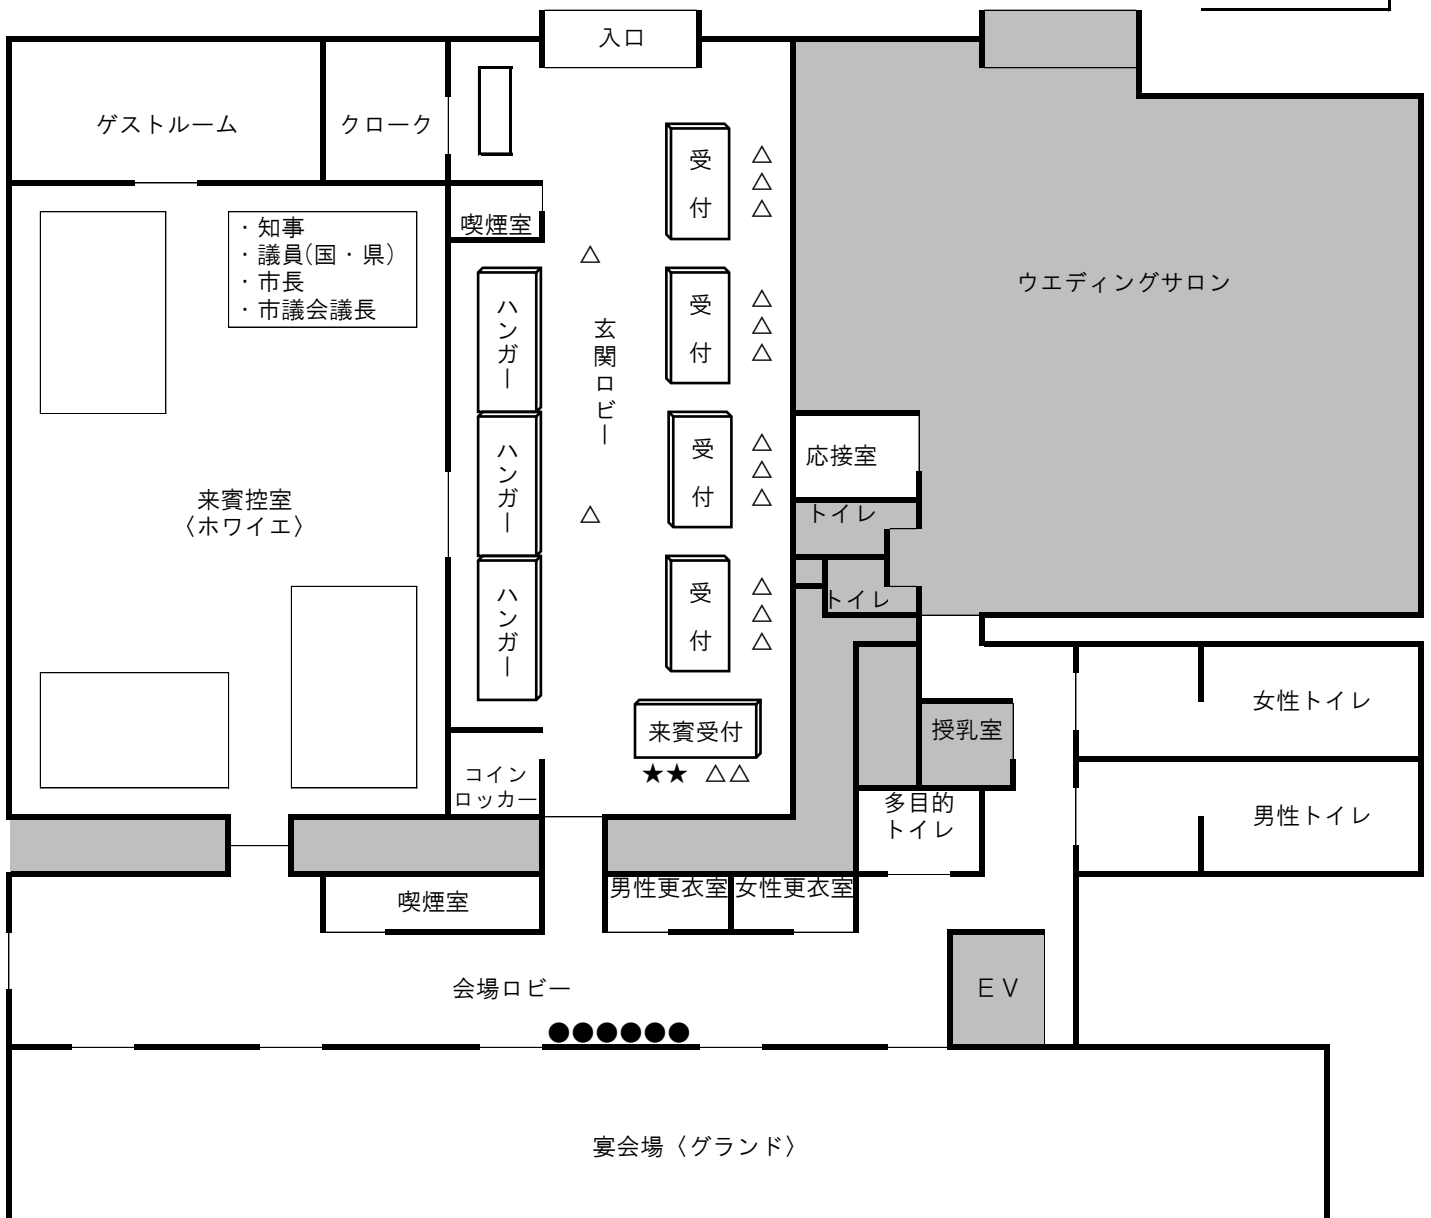 入口
ゲストルーム
クローク
受付
△
△
△
喫煙室
・知事
・議員(国・県)
・市長
・市議会議長
△
ウエディングサロン
ハンガー
玄関ロビー
受付
△
△
△
ハンガー
受付
△
△
△
応接室
来賓控室
〈ホワイエ〉
△
トイレ
ハンガー
受付
△
△
△
トイレ
来賓受付
★★ △△
授乳室
女性トイレ
コイン
ロッカー
多目的
トイレ
男性トイレ
喫煙室
男性更衣室
女性更衣室
会場ロビー
EV
●●●●●●
宴会場〈グランド〉